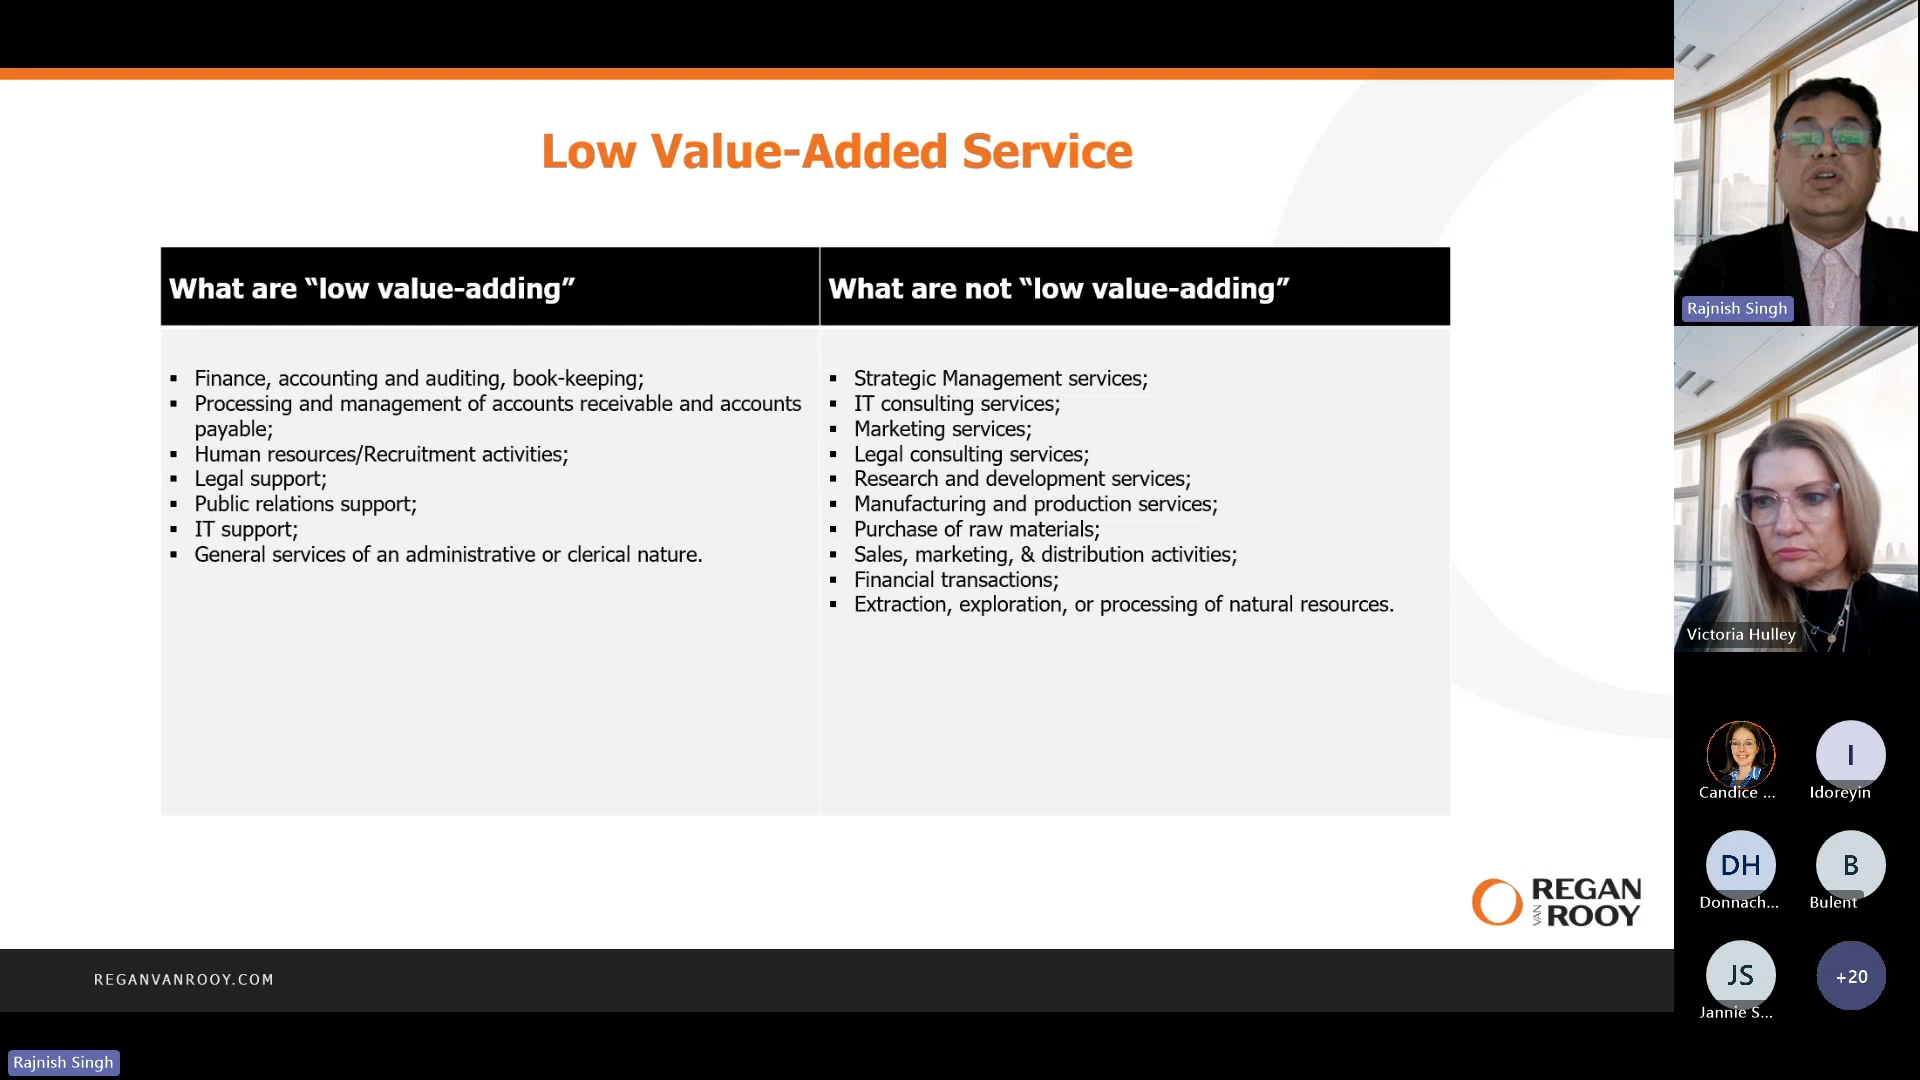 Low Value-Added Service
What are “low value-adding”
▪ Finance, accounting and auditing, book-keeping;
▪ Processing and management of accounts receivable and accounts
payable;
▪ Human resources/Recruitment activities;
▪ Legal support;
▪ Public relations support;
▪ IT support;
▪ General services of an administrative or clerical nature.
What are not “low value-adding”
▪ Strategic Management services;
▪ IT consulting services;
▪ Marketing services;
▪ Legal consulting services;
▪ Research and development services;
▪ Manufacturing and production services;
▪ Purchase of raw materials;
▪ Sales, marketing, & distribution activities;
▪ Financial transactions;
▪ Extraction, exploration, or processing of natural resources.
REGAN
VAN ROOY
REGANVANROOY.COM
Rajnish Singh
Rajnish Singh
Victoria Hulley
Candice ...
I
Idoreyin
DH
Donnach...
B
Bulent
JS
Jannie S...
+20